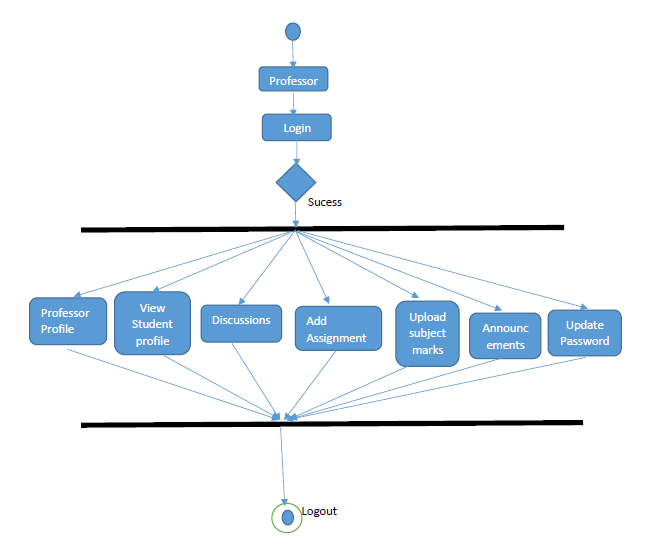 Professor
Login
Sucess
Professor
Profile
View
Student
profile
Discussions
Add
Assignment
Upload
subject
marks
Announc
ements
Update
Password
Logout